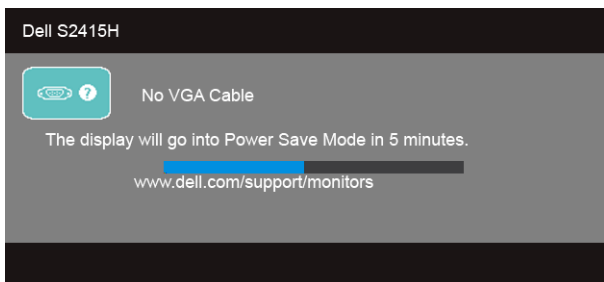 Dell S2415H
?
No VGA Cable
The display will go into Power Save Mode in 5 minutes.
www.dell.com/support/monitors